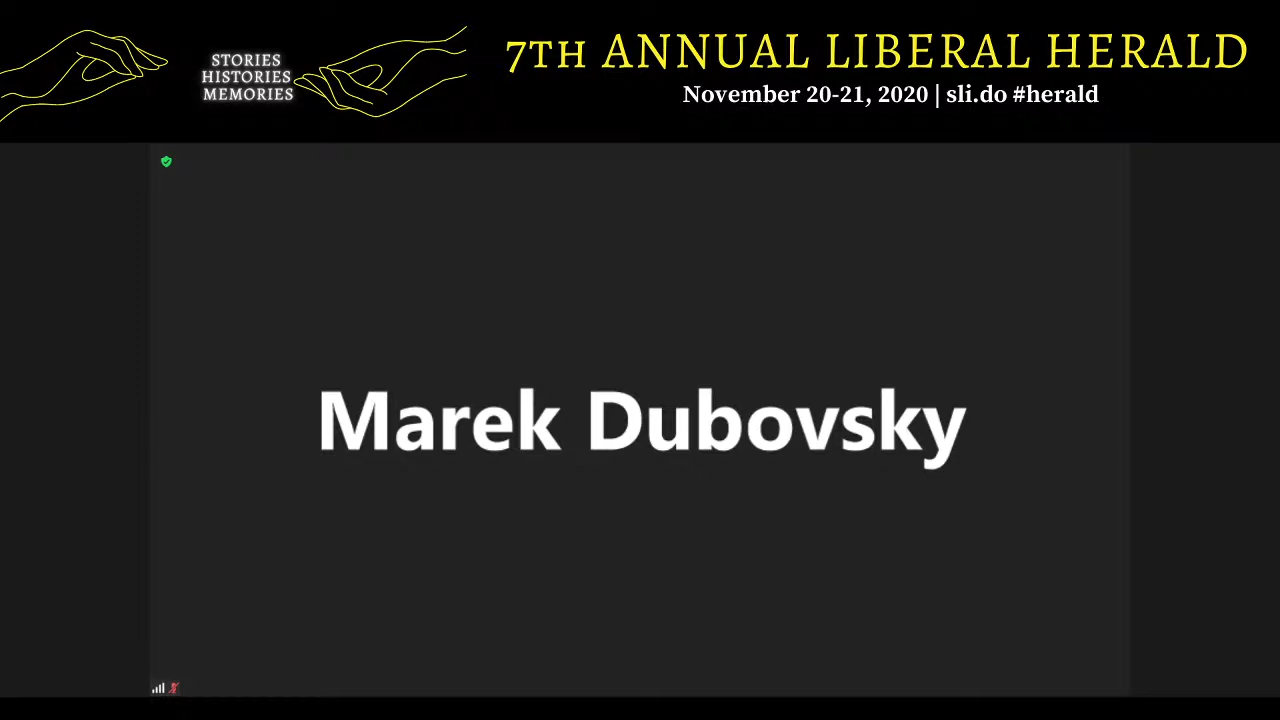 STORIES
HISTORIES
MEMORIES
7TH ANNUAL LIBERAL HERALD
November 20-21, 2020 | sli.do #herald
Marek Dubovsky